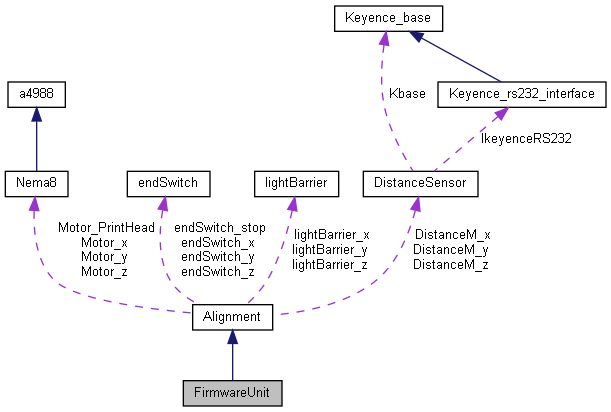 Keyence_base
a4988
Kbase
Keyence_rs232_interface
IkeyenceRS232
Nema8
endSwitch
lightBarrier
DistanceSensor
Motor_PrintHead
Motor_x
Motor_y
Motor_z
endSwitch_stop
endSwitch_x
endSwitch_y
endSwitch_z
lightBarrier_x
lightBarrier_y
lightBarrier_z
DistanceM_x
DistanceM_y
DistanceM_z
Alignment
FirmwareUnit